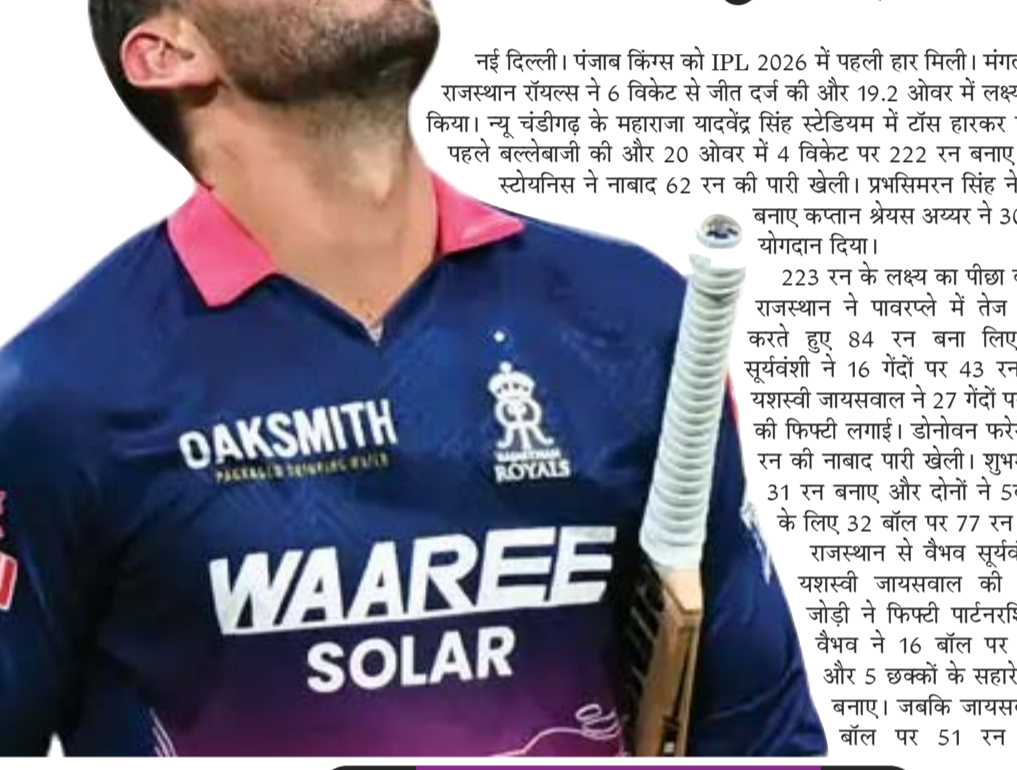 नई दिल्ली। पंजाब किंग्स को IPL 2026 में पहली हार मिली।
राजस्थान रॉयल्स ने 6 विकेट से जीत दर्ज की और 19.2 ओवर में
किया। न्यू चंडीगढ़ के महाराजा यादवेंद्र सिंह स्टेडियम में टॉस हारकर
पहले बल्लेबाजी की और 20 ओवर में 4 विकेट पर 222 रन बनाए
स्टोयनिस ने नाबाद 62 रन की पारी खेली। प्रभसिमरन सिंह ने
बनाए कप्तान श्रेयस अय्यर ने
योगदान दिया।
223 रन के लक्ष्य का पीछा
राजस्थान ने पावरप्ले में तेज
करते हुए 84 रन बना
सूर्यवंशी ने 16 गेंदों पर 43 रन
यशस्वी जायसवाल ने 27 गेंदों
की फिफ्टी लगाई। डोनोवन
रन की नाबाद पारी खेली।
31 रन बनाए और दोनों ने
के लिए 32 बॉल पर 77 रन
राजस्थान से वैभव
यशस्वी जायसवाल की
जोड़ी ने फिफ्टी
वैभव ने 16 बॉल पर
और 5 छक्कों के सहारे
बनाए। जबकि
बॉल पर 51 रन
OAKSMITH
ROYALS
WAAREE
SOLAR